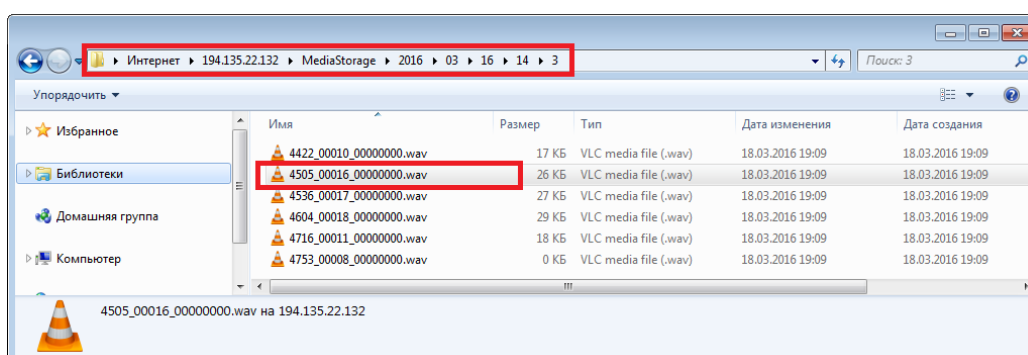 Интернет 194.135.22.132 MediaStorage 2016 03 16 14 3 Поиск: 3
Упорядочить
Избранное
Библиотеки
Домашняя группа
Компьютер
Имя Размер Тип Дата изменения Дата создания
4422_00010_00000000.wav 17 КБ VLC media file (.wav) 18.03.2016 19:09 18.03.2016 19:09
4505_00016_00000000.wav 26 КБ VLC media file (.wav) 18.03.2016 19:09 18.03.2016 19:09
4536_00017_00000000.wav 27 КБ VLC media file (.wav) 18.03.2016 19:09 18.03.2016 19:09
4604_00018_00000000.wav 29 КБ VLC media file (.wav) 18.03.2016 19:09 18.03.2016 19:09
4716_00011_00000000.wav 18 КБ VLC media file (.wav) 18.03.2016 19:09 18.03.2016 19:09
4753_00008_00000000.wav 0 КБ VLC media file (.wav) 18.03.2016 19:09 18.03.2016 19:09
4505_00016_00000000.wav на 194.135.22.132